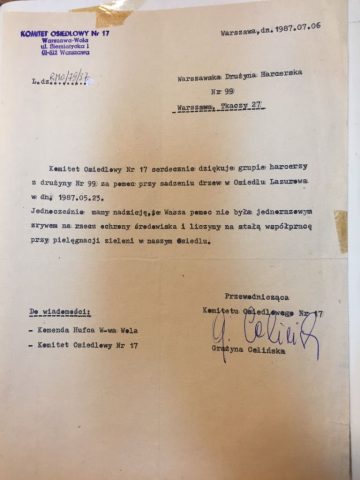 KOMITET OSIEDLOWY Nr 17
Warszawa-Wola
ul. Siemiatycka 1
01-312 Warszawa
Warszawa,dn.1987.07.06
L.dz.
Warszawska Drużyna Harcerska
Nr 99
Warszawa, Tkaczy 27
Komitet Osiedlowy Nr 17 serdecznie dziękuje grupie harcerzy
z drużyny Nr 99 za pomoc przy sadzeniu drzew w Osiedlu Lazurowa
w dn. 1987.05.23.
Jednocześnie mamy nadzieję,że Wasza pomoc nie była jednorazowym
zrywem na rzecz ochrony środowiska i liczymy na stałą współpracę
przy pielęgnacji zieleni w naszym Osiedlu.
Przewodnicząca
Komitetu Osiedlowego Nr 17
Grażyna Calińska
Do wiadomości:
- Komenda Hufca W-wa Wola
- Komitet Osiedlowy Nr 17